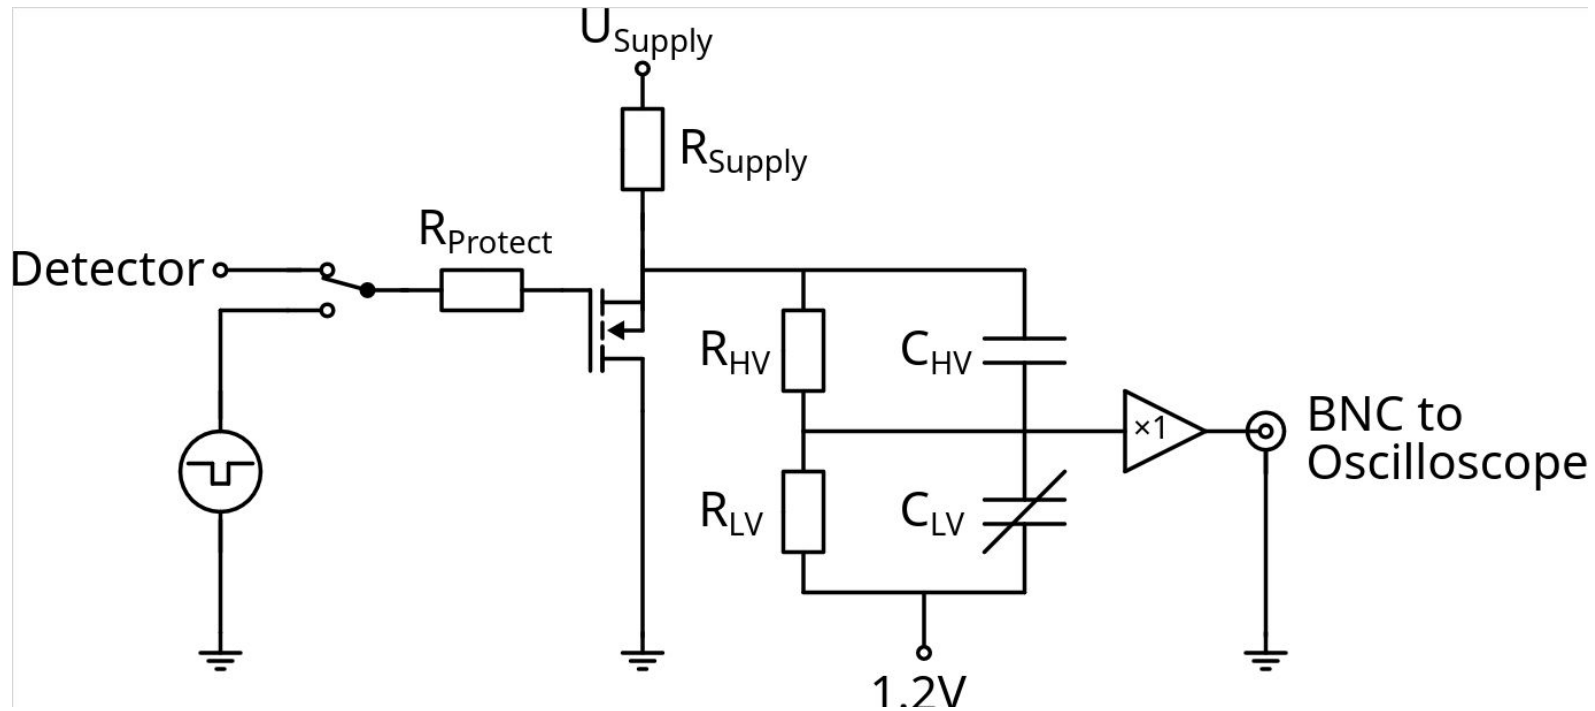 USupply
RSupply
RProtect
Detector
RHV
CHV
×1
BNC to
Oscilloscope
RLV
CLV
1.2V